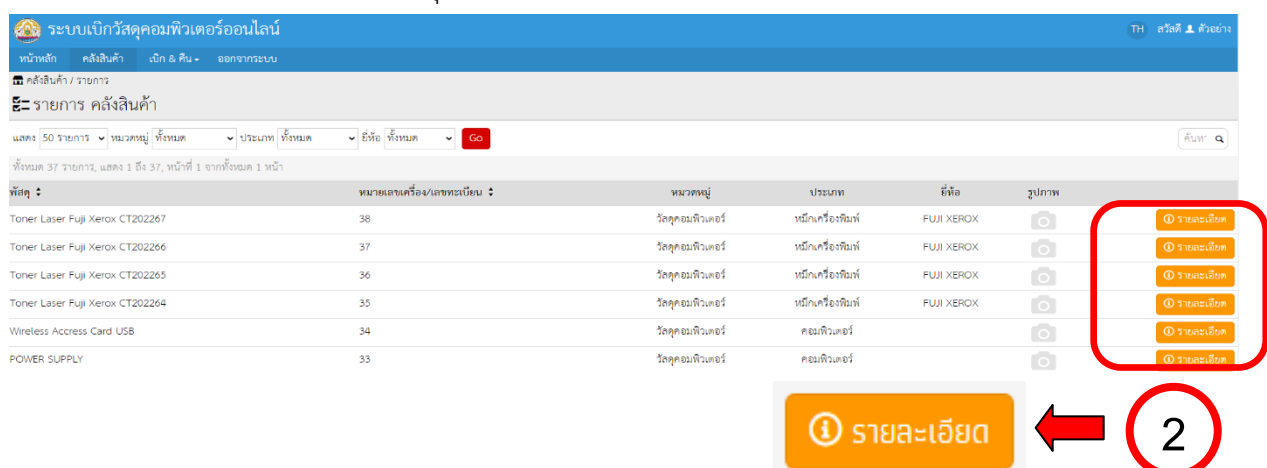 ระบบเบิกวัสดุคอมพิวเตอร์ออนไลน์ TH สวัสดี ตัวอย่าง
หน้าหลัก คลังสินค้า เบิก & คืน ออกจากระบบ
คลังสินค้า / รายการ
รายการ คลังสินค้า
แสดง 50 รายการ หมวดหมู่ ทั้งหมด ประเภท ทั้งหมด ยี่ห้อ ทั้งหมด Go ค้นหา
ทั้งหมด 37 รายการ, แสดง 1 ถึง 37, หน้าที่ 1 จากทั้งหมด 1 หน้า
พัสดุ หมายเลขเครื่อง/เลขทะเบียน หมวดหมู่ ประเภท ยี่ห้อ รูปภาพ
Toner Laser Fuji Xerox CT202267 38 วัสดุคอมพิวเตอร์ หมึกเครื่องพิมพ์ FUJI XEROX รายละเอียด
Toner Laser Fuji Xerox CT202266 37 วัสดุคอมพิวเตอร์ หมึกเครื่องพิมพ์ FUJI XEROX รายละเอียด
Toner Laser Fuji Xerox CT202265 36 วัสดุคอมพิวเตอร์ หมึกเครื่องพิมพ์ FUJI XEROX รายละเอียด
Toner Laser Fuji Xerox CT202264 35 วัสดุคอมพิวเตอร์ หมึกเครื่องพิมพ์ FUJI XEROX รายละเอียด
Wireless Accress Card USB 34 วัสดุคอมพิวเตอร์ คอมพิวเตอร์ รายละเอียด
POWER SUPPLY 33 วัสดุคอมพิวเตอร์ คอมพิวเตอร์ รายละเอียด
รายละเอียด 2